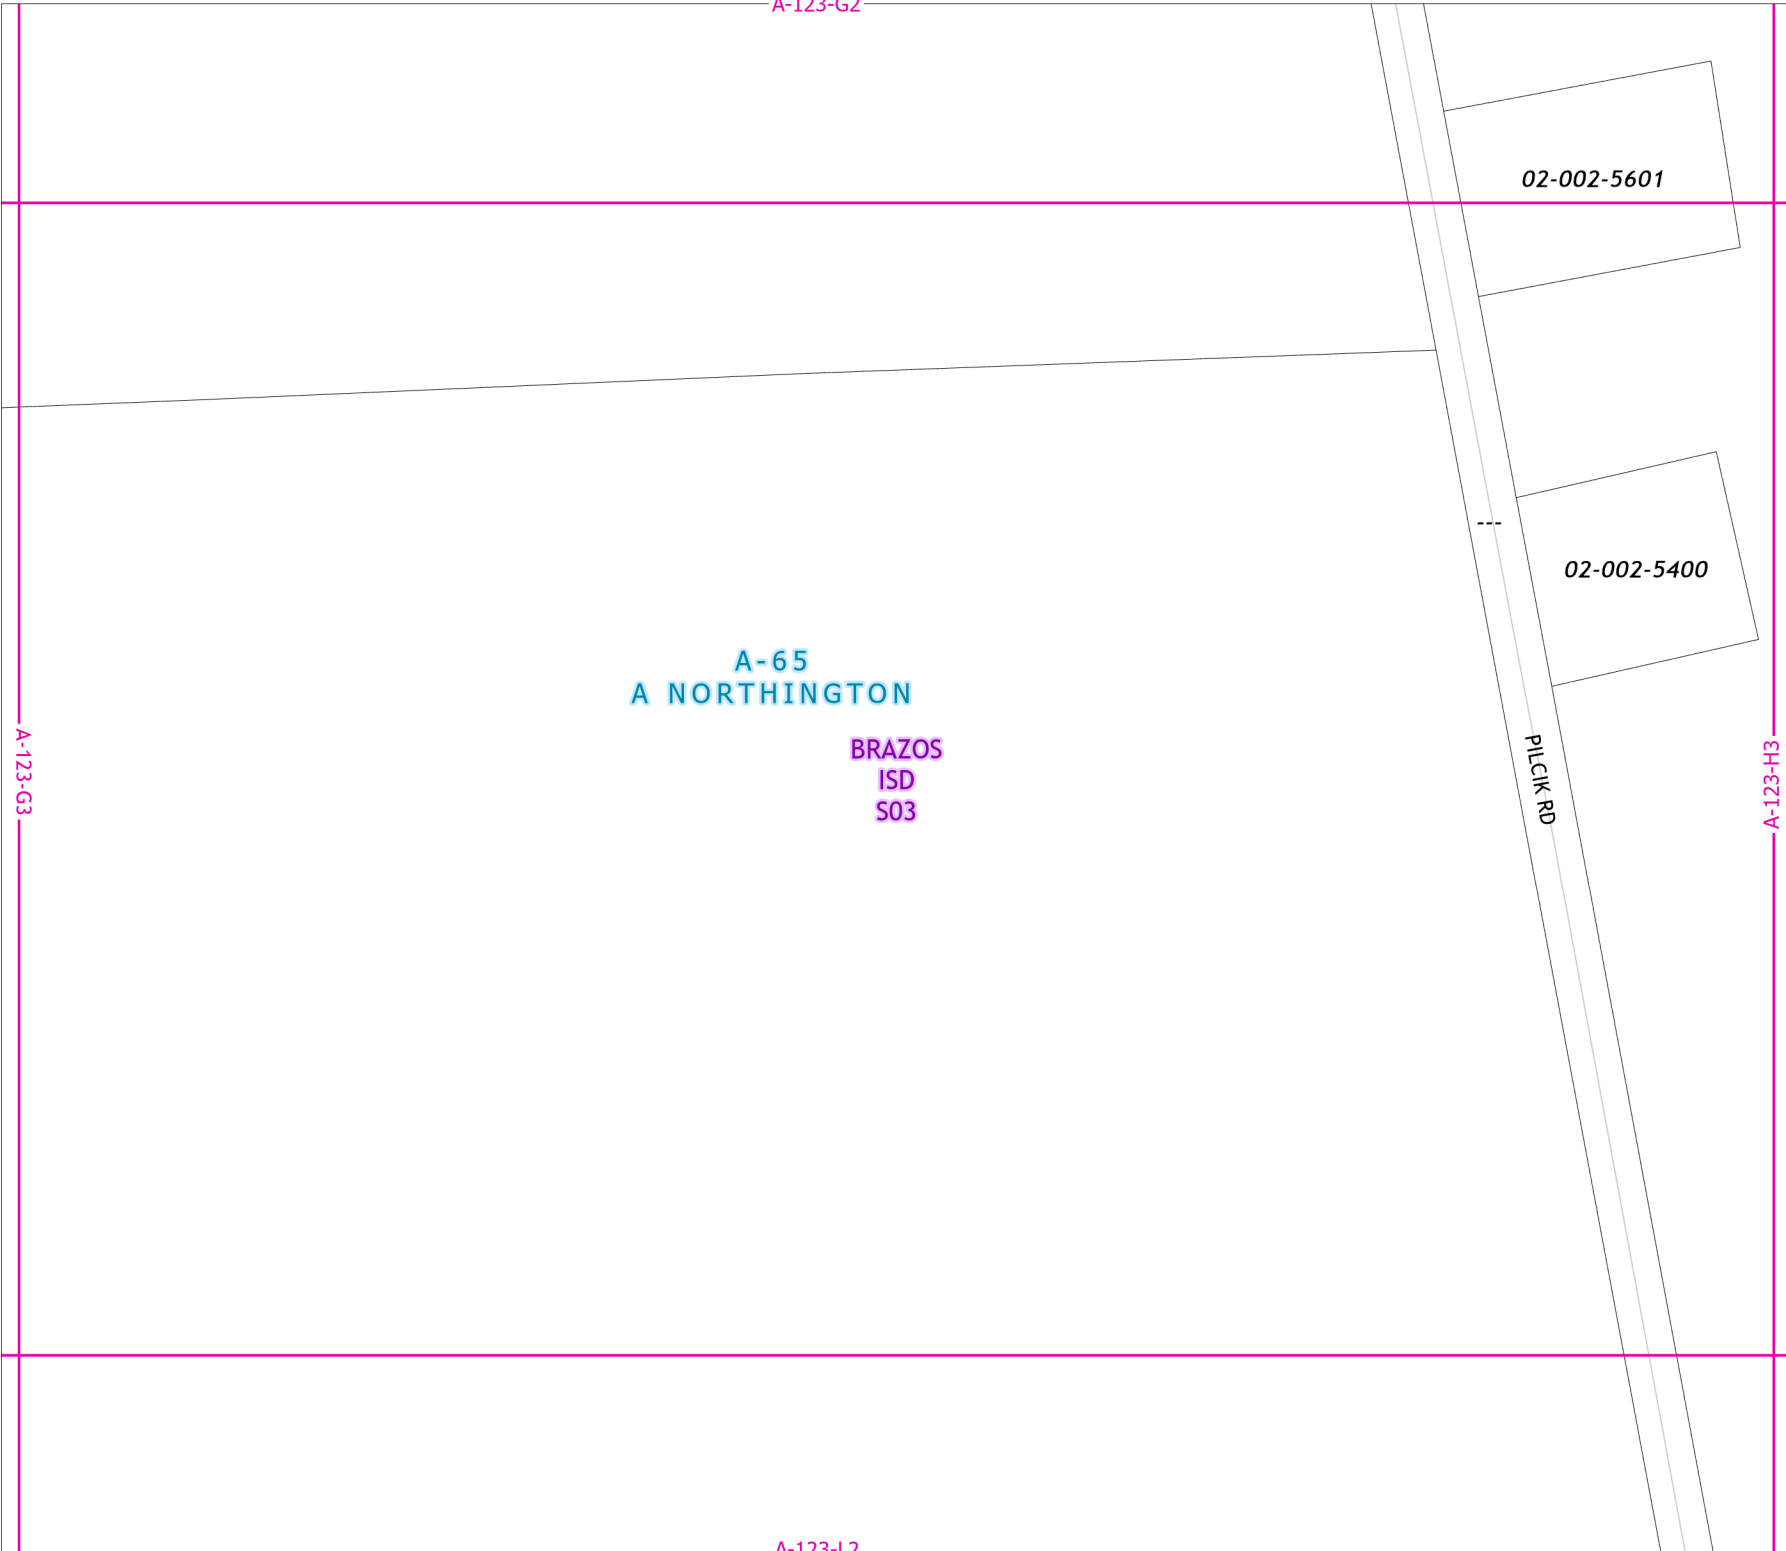 A-123-G2
02-002-5601
---
02-002-5400
A-65
A NORTHINGTON
BRAZOS
ISD
S03
A-123-G3
PILCIK RD
A-123-H3
A-123-L2